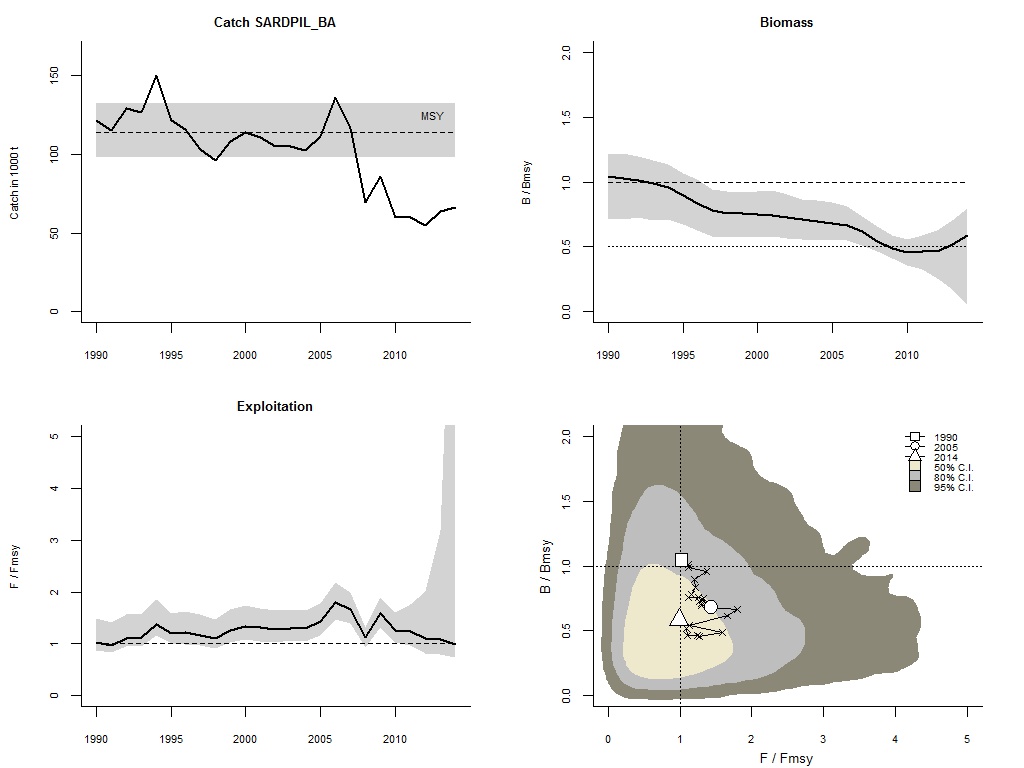 Catch SARDPIL_BA
Catch in 1000 t
150
100
50
0
MSY
1990 1995 2000 2005 2010
Biomass
B / Bmsy
2.0
1.5
1.0
0.5
0.0
1990 1995 2000 2005 2010
Exploitation
F / Fmsy
5
4
3
2
1
0
1990 1995 2000 2005 2010
B / Bmsy
2.0
1.5
1.0
0.5
0.0
1990
2005
2014
50% C.I.
80% C.I.
95% C.I.
0 1 2 3 4 5
F / Fmsy